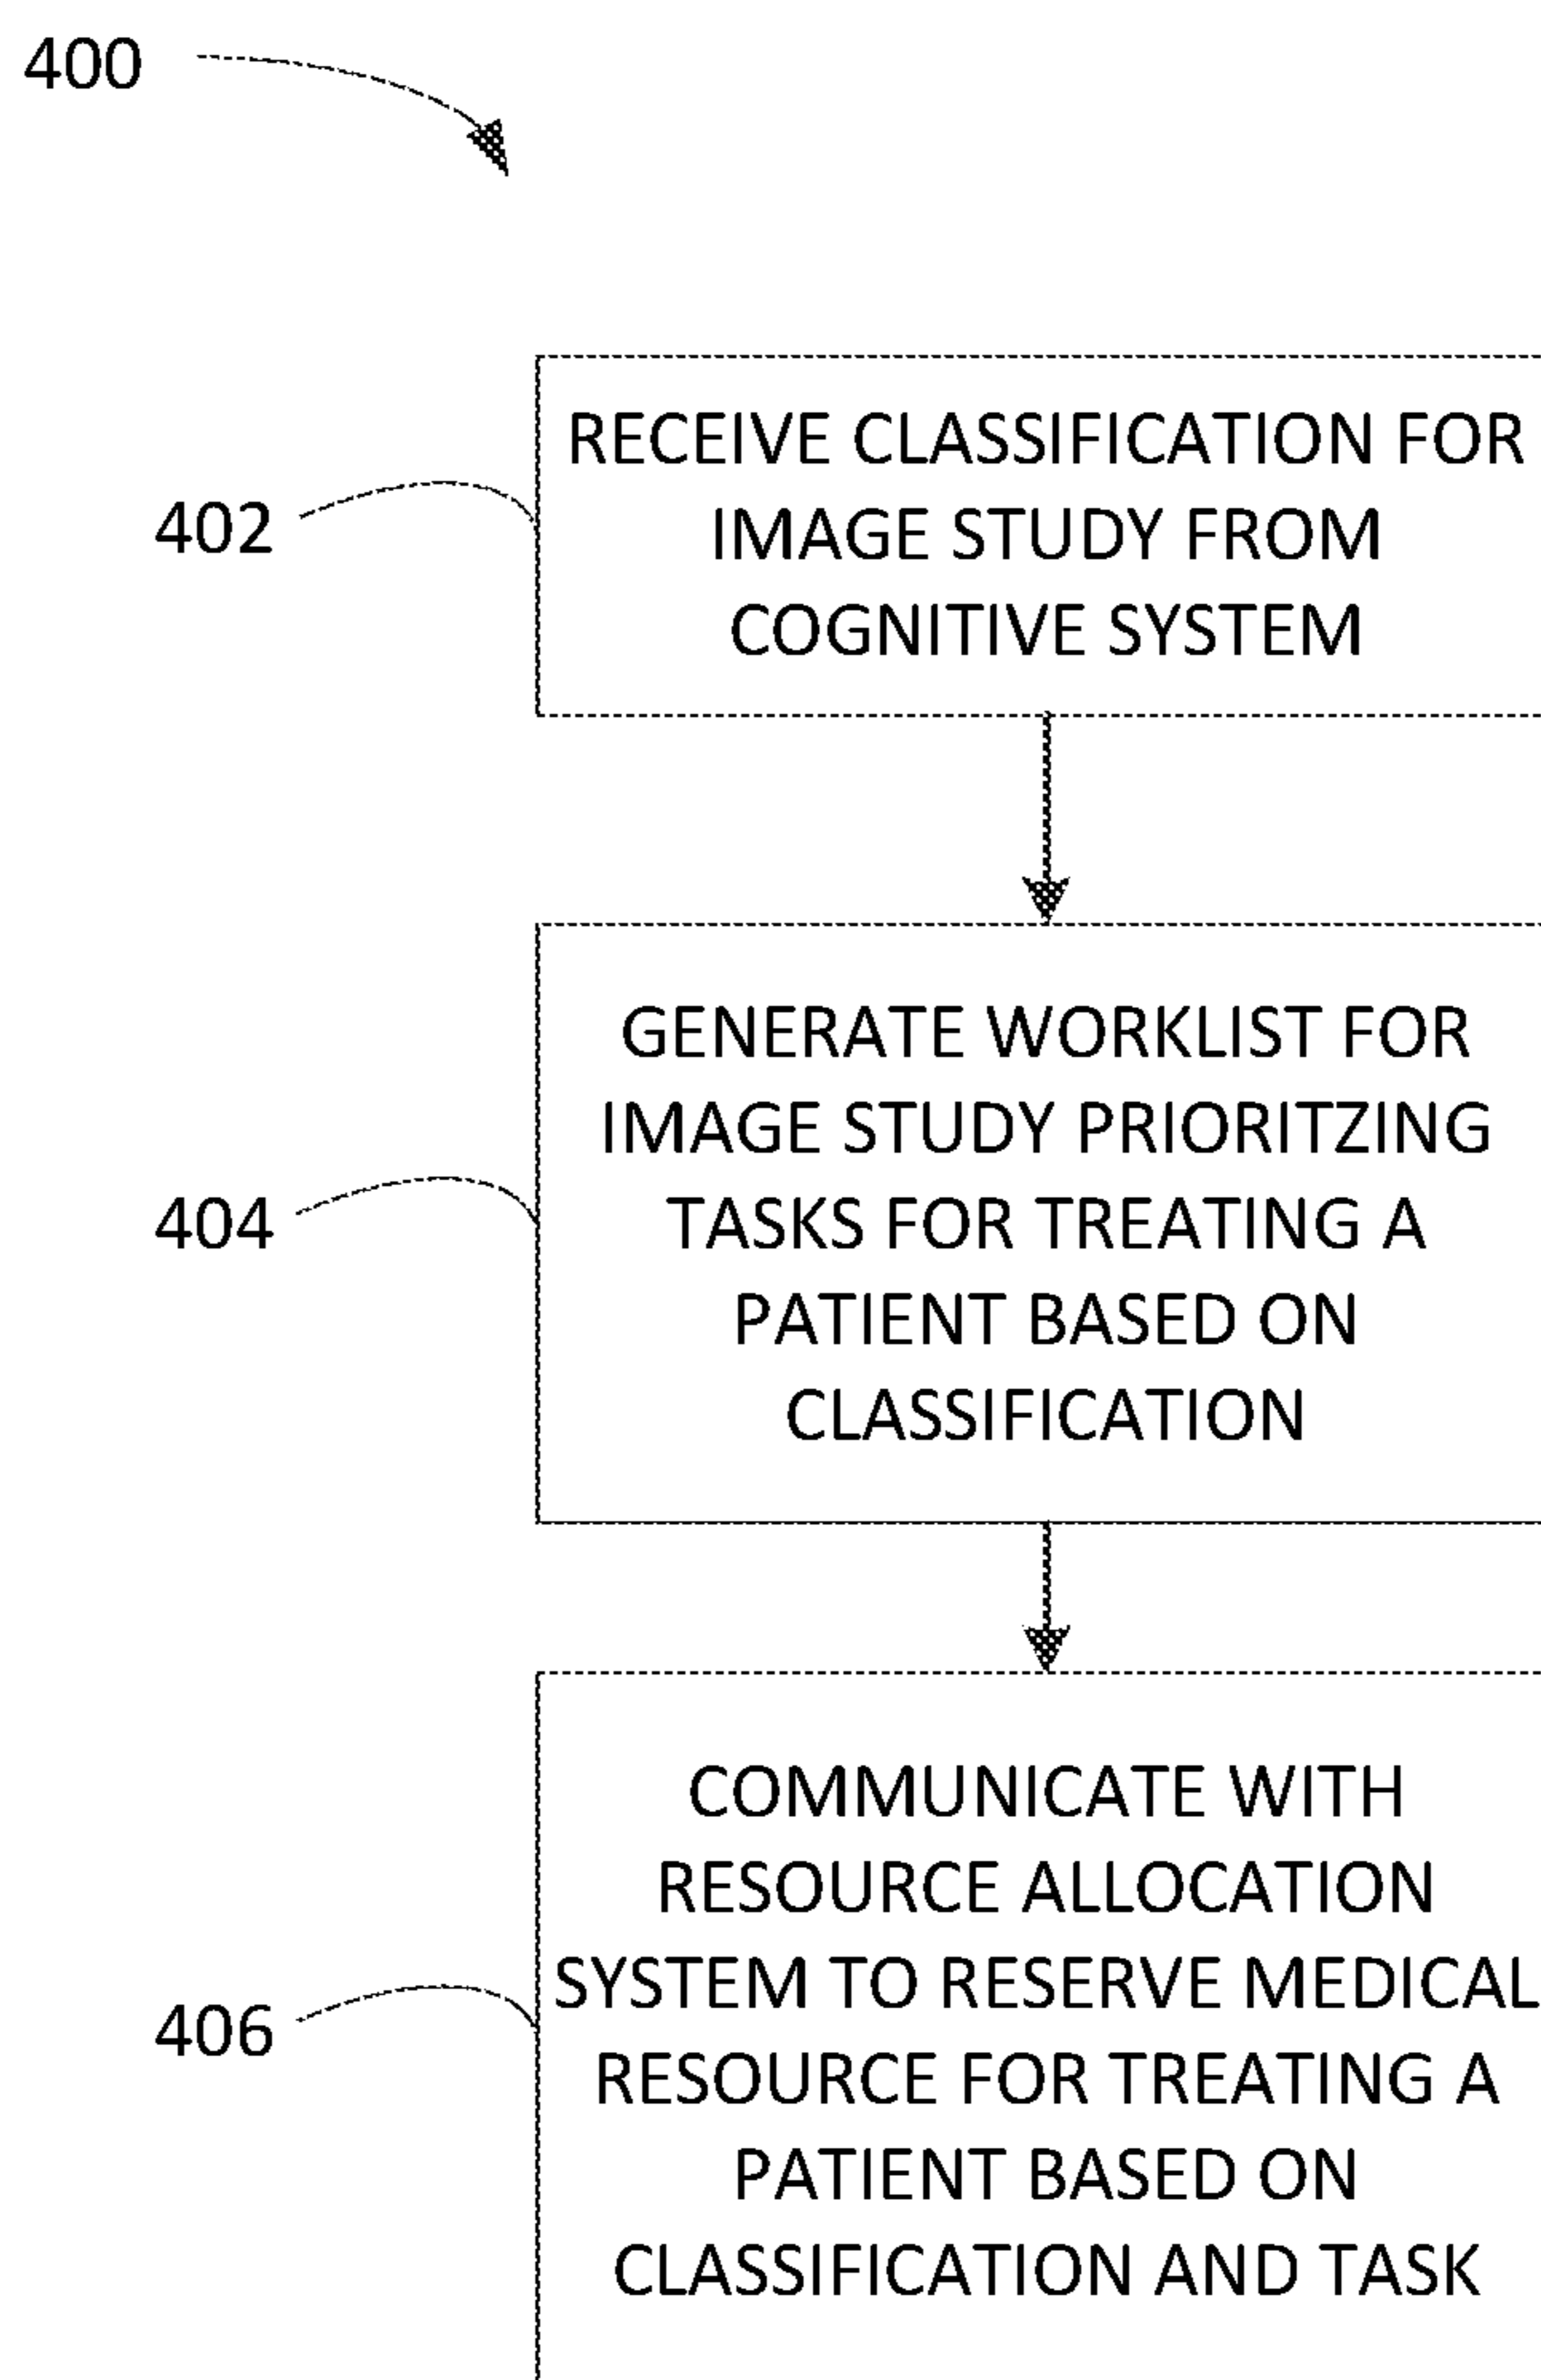 400
RECEIVE CLASSIFICATION FOR
IMAGE STUDY FROM
COGNITIVE SYSTEM
402
GENERATE WORKLIST FOR
IMAGE STUDY PRIORITZING
TASKS FOR TREATING A
PATIENT BASED ON
CLASSIFICATION
404
COMMUNICATE WITH
RESOURCE ALLOCATION
SYSTEM TO RESERVE MEDICAL
RESOURCE FOR TREATING A
PATIENT BASED ON
CLASSIFICATION AND TASK
406